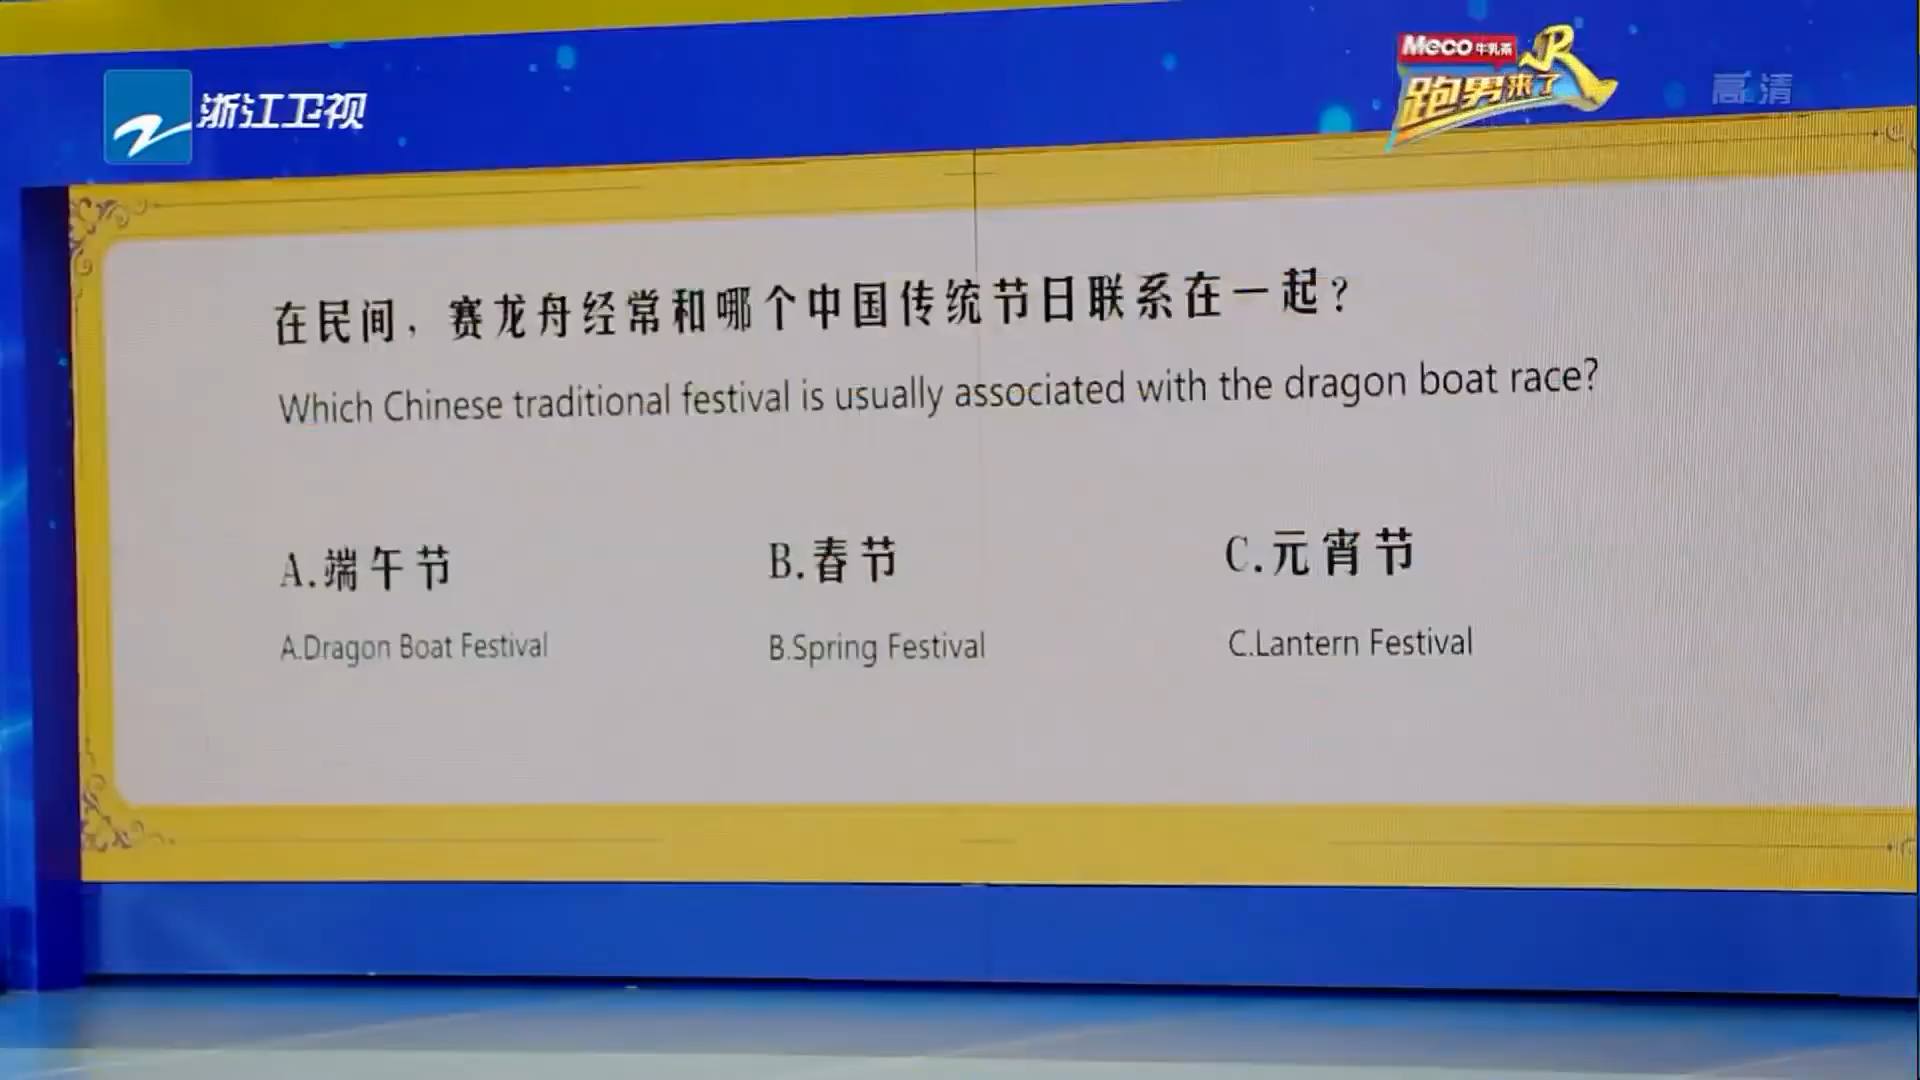 浙江卫视
Meco 牛乳茶
跑男来了
高清
在民间，赛龙舟经常和哪个中国传统节日联系在一起？
Which Chinese traditional festival is usually associated with the dragon boat race?
A.端午节 B.春节 C.元宵节
A.Dragon Boat Festival B.Spring Festival C.Lantern Festival